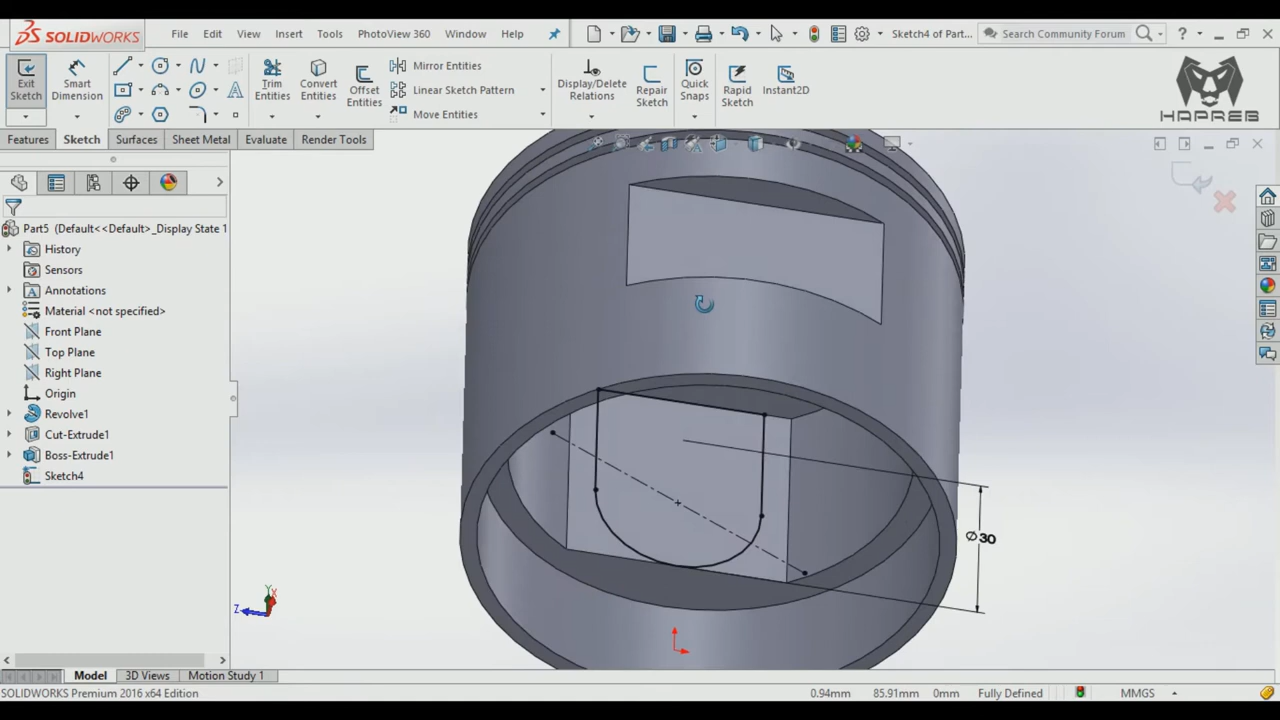 SOLIDWORKS File Edit View Insert Tools PhotoView 360 Window Help Sketch4 of Part... Search Community Forum ?
Exit Sketch
Smart Dimension
Trim Entities
Convert Entities
Offset Entities
Mirror Entities
Linear Sketch Pattern
Move Entities
Display/Delete Relations
Repair Sketch
Quick Snaps
Rapid Sketch
Instant2D
HAPREB
Features Sketch Surfaces Sheet Metal Evaluate Render Tools
Part5 (Default<<Default>_Display State 1
History
Sensors
Annotations
Material <not specified>
Front Plane
Top Plane
Right Plane
Origin
Revolve1
Cut-Extrude1
Boss-Extrude1
Sketch4
Ø30
Y X
Z
Model 3D Views Motion Study 1
SOLIDWORKS Premium 2016 x64 Edition 0.94mm 85.91mm 0mm Fully Defined MMGS